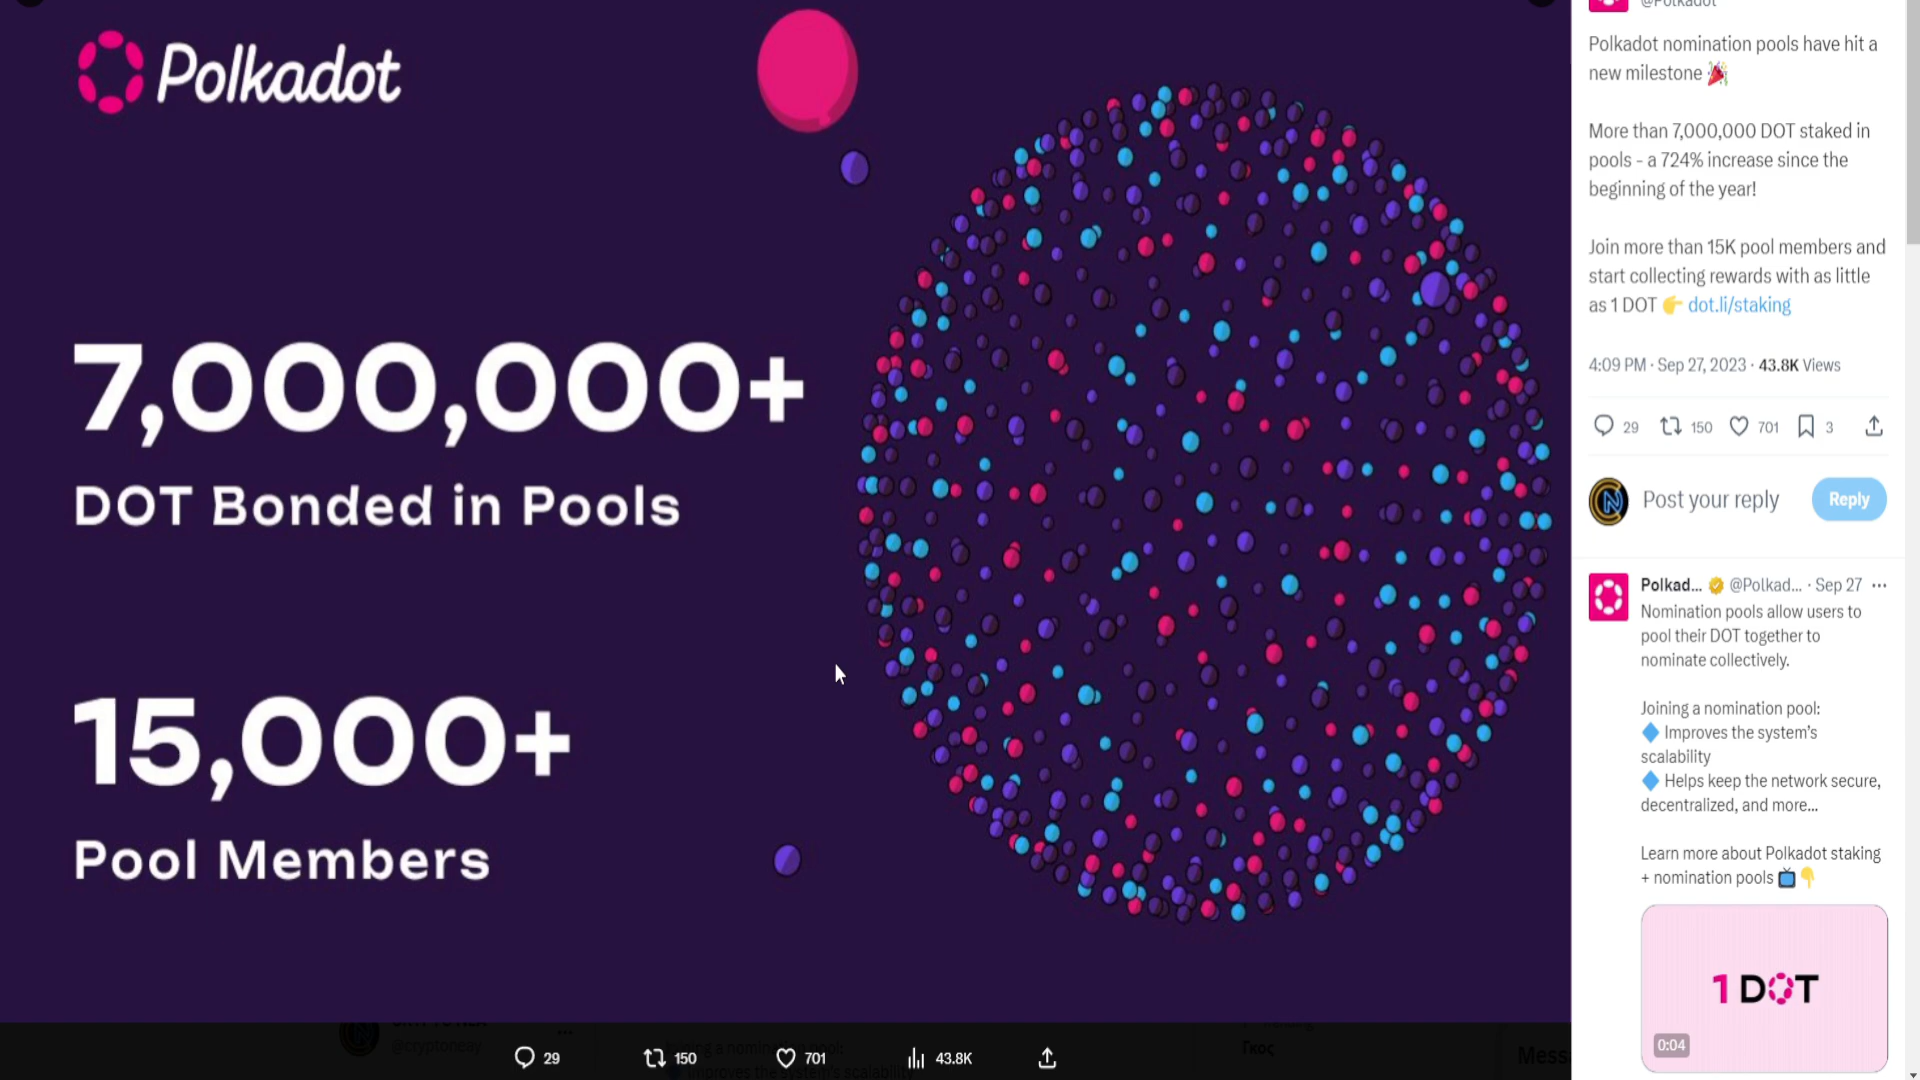 Polkadot
7,000,000+
DOT Bonded in Pools
15,000+
Pool Members
29
150
701
43.8K
@Polkadot
Polkadot nomination pools have hit a
new milestone 🎉
More than 7,000,000 DOT staked in
pools - a 724% increase since the
beginning of the year!
Join more than 15K pool members and
start collecting rewards with as little
as 1 DOT 👉 dot.li/staking
4:09 PM · Sep 27, 2023 · 43.8K Views
29 150 701 3
Post your reply Reply
Polkad... @Polkad... · Sep 27 ...
Nomination pools allow users to
pool their DOT together to
nominate collectively.
Joining a nomination pool:
🔷 Improves the system's
scalability
🔷 Helps keep the network secure,
decentralized, and more...
Learn more about Polkadot staking
+ nomination pools 📺👇
1 DOT
0:04